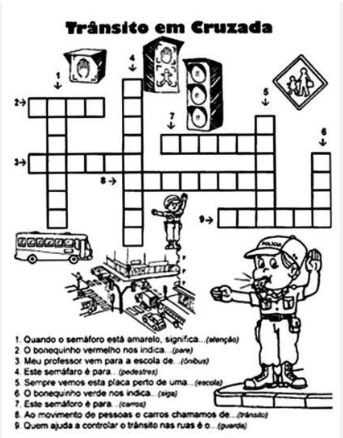 Trânsito em Cruzada
1 4
2→ 5
7 6
3→
8→
9→
POLÍCIA
1. Quando o semáforo está amarelo, significa...(atenção)
2. O bonequinho vermelho nos indica...(pare)
3. Meu professor vem para a escola de...(ônibus)
4. Este semáfaro é para...(pedestres)
5. Sempre vemos esta placa perto de uma...(escola)
6. O bonequinho verde nos indica...(siga)
7. Este semáforo é para...(carros)
8. Ao movimento de pessoas e carros chamamos de...(trânsito)
9. Quem ajuda a controlar o trânsito nas ruas é o...(guarda)